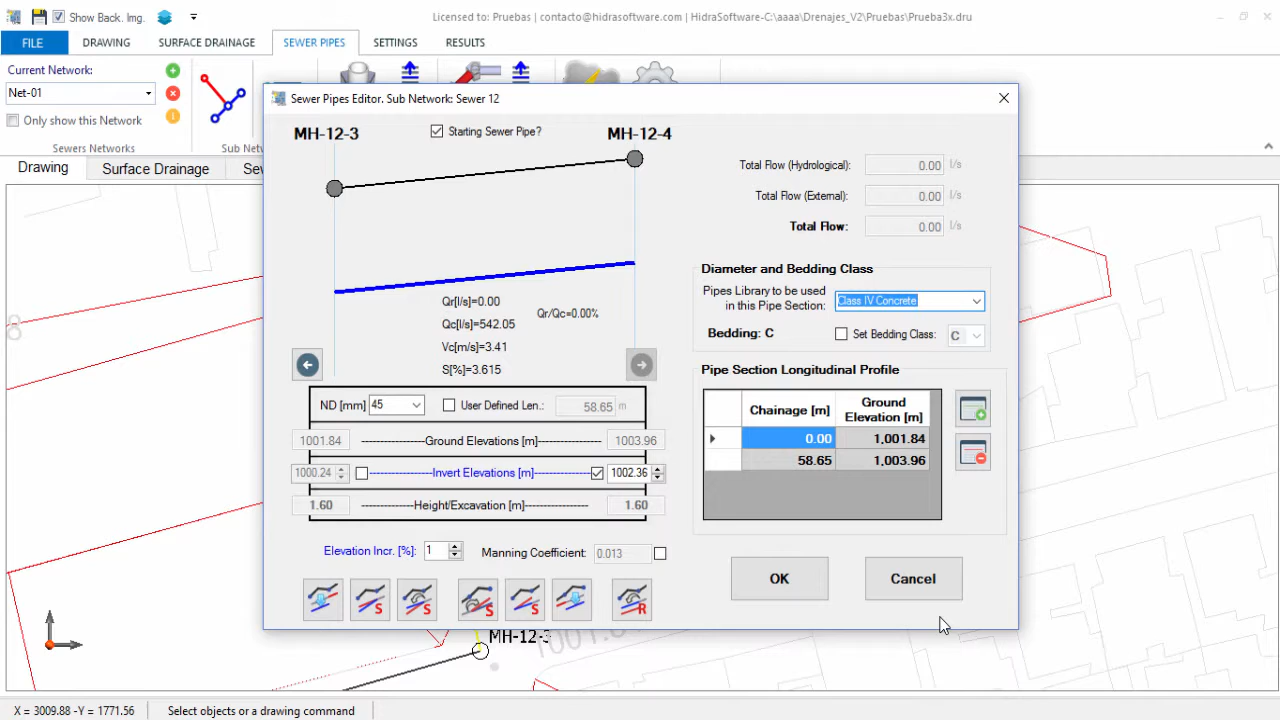 Show Back. Img.
Licensed to: Pruebas | contacto@hidrasoftware.com | HidraSoftware-C:\aaaa\Drenajes_V2\Pruebas\Prueba3x.dru
FILE DRAWING SURFACE DRAINAGE SEWER PIPES SETTINGS RESULTS
Current Network:
Net-01
Only show this Network
Sewers Networks
Drawing Surface Drainage
Sewer Pipes Editor. Sub Network: Sewer 12
MH-12-3 Starting Sewer Pipe? MH-12-4
Total Flow (Hydrological): 0.00 l/s
Total Flow (External): 0.00 l/s
Total Flow: 0.00 l/s
Diameter and Bedding Class
Pipes Library to be used
in this Pipe Section:
Class IV Concrete
Bedding: C Set Bedding Class: C
Qr[l/s]=0.00
Qc[l/s]=542.05
Vc[m/s]=3.41
S[%]=3.615
Qr/Qc=0.00%
ND [mm] 45 User Defined Len.: 58.65 m
1001.84 Ground Elevations [m] 1003.96
1000.24 Invert Elevations [m] 1002.36
1.60 Height/Excavation [m] 1.60
Elevation Incr. [%]: 1 Manning Coefficient: 0.013
S S S S R
Pipe Section Longitudinal Profile
Chainage [m] Ground Elevation [m]
0.00 1,001.84
58.65 1,003.96
OK Cancel
MH-12-3
1001.8
X = 3009.88 -Y = 1771.56 Select objects or a drawing command